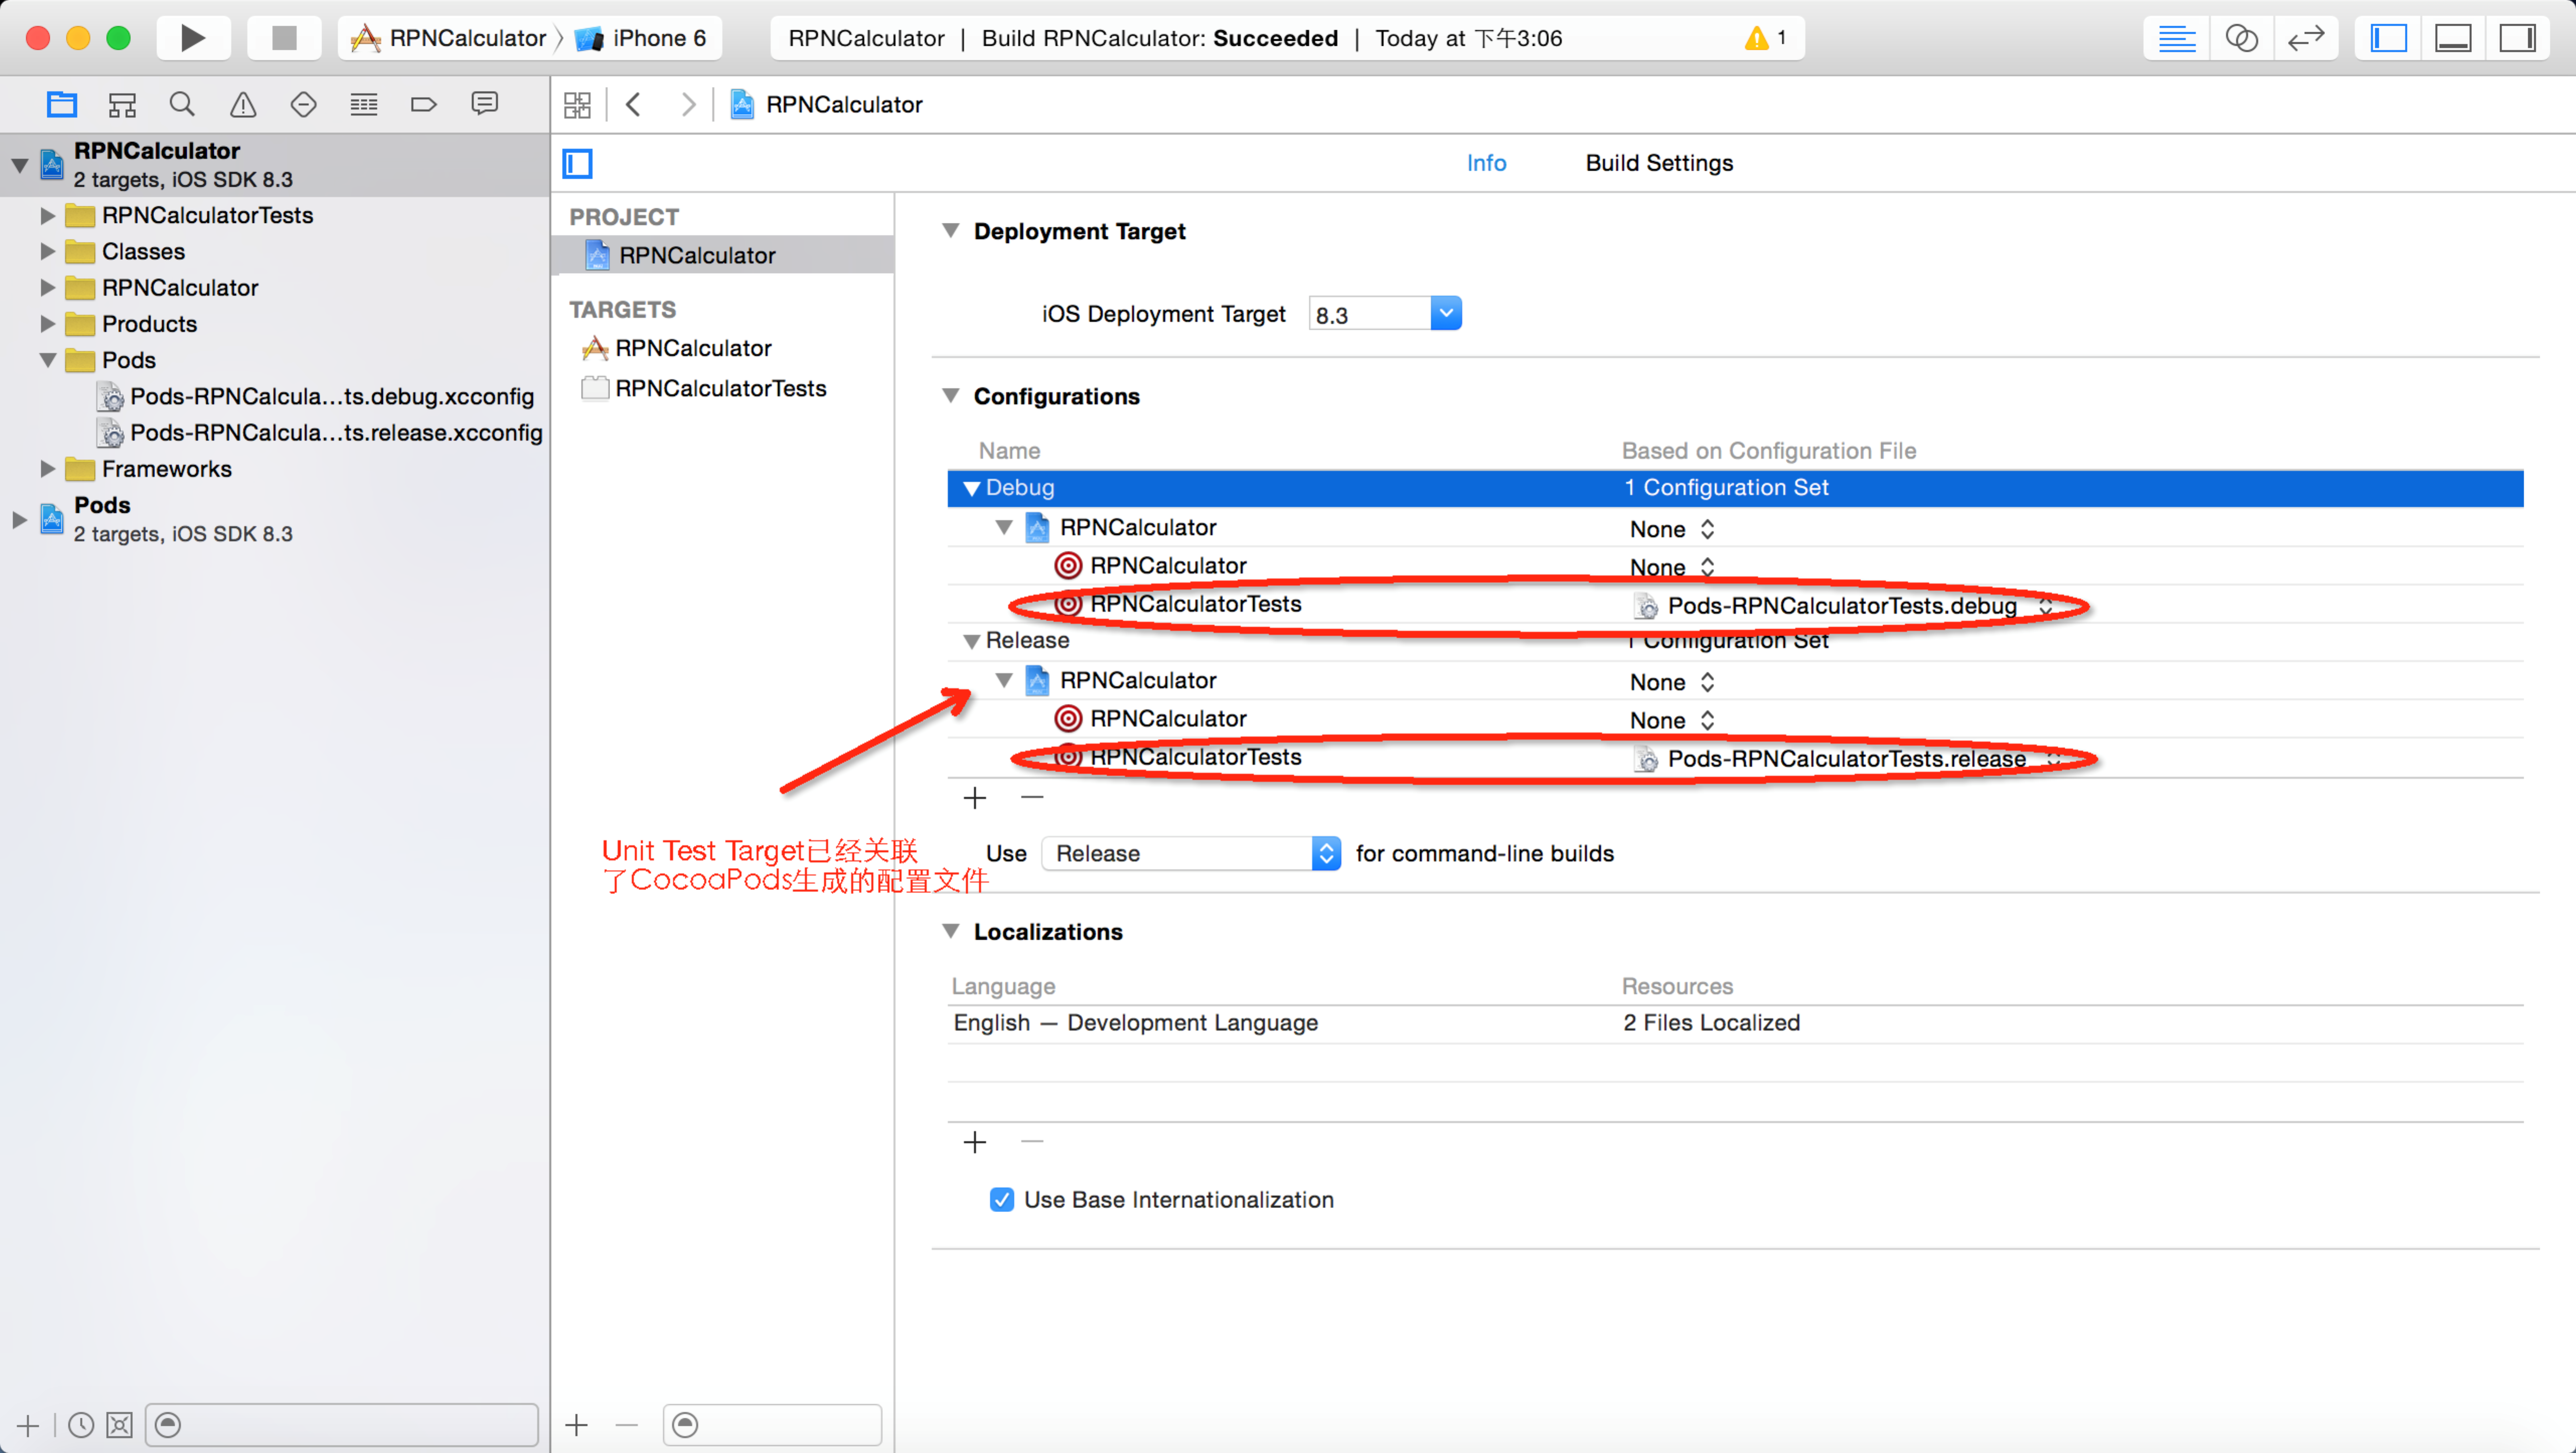 RPNCalculator
iPhone 6
RPNCalculator | Build RPNCalculator: Succeeded | Today at 下午3:06
1
RPNCalculator
2 targets, iOS SDK 8.3
RPNCalculatorTests
Classes
RPNCalculator
Products
Pods
Pods-RPNCalcula...ts.debug.xcconfig
Pods-RPNCalcula...ts.release.xcconfig
Frameworks
Pods
2 targets, iOS SDK 8.3
RPNCalculator
Info
Build Settings
PROJECT
RPNCalculator
TARGETS
RPNCalculator
RPNCalculatorTests
Deployment Target
iOS Deployment Target 8.3
Configurations
Name Based on Configuration File
Debug 1 Configuration Set
RPNCalculator None
RPNCalculator None
RPNCalculatorTests Pods-RPNCalculatorTests.debug
Release 1 Configuration Set
RPNCalculator None
RPNCalculator None
RPNCalculatorTests Pods-RPNCalculatorTests.release
Unit Test Target已经关联
了CocoaPods生成的配置文件
Use Release for command-line builds
Localizations
Language Resources
English — Development Language 2 Files Localized
Use Base Internationalization